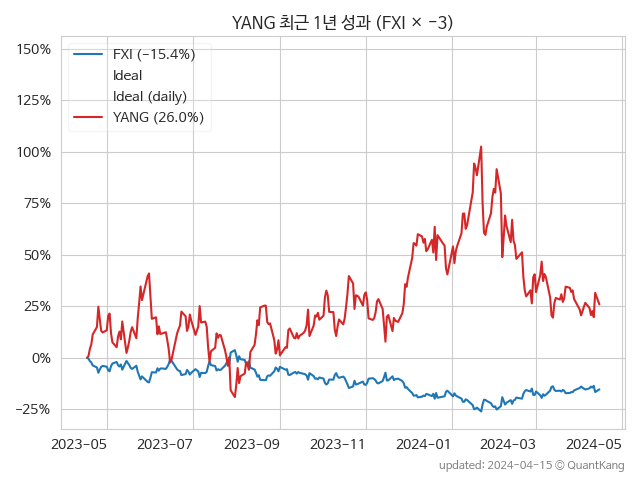 YANG 최근 1년 성과 (FXI × −3)
FXI (−15.4%)
Ideal
Ideal (daily)
YANG (26.0%)
150%
125%
100%
75%
50%
25%
0%
−25%
2023-05
2023-07
2023-09
2023-11
2024-01
2024-03
2024-05
updated: 2024-04-15 © QuantKang